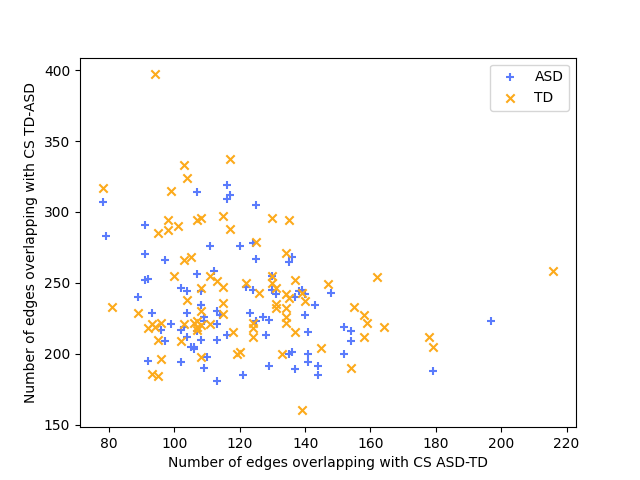 400
350
300
250
200
150
Number of edges overlapping with CS TD-ASD
ASD
TD
80 100 120 140 160 180 200 220
Number of edges overlapping with CS ASD-TD